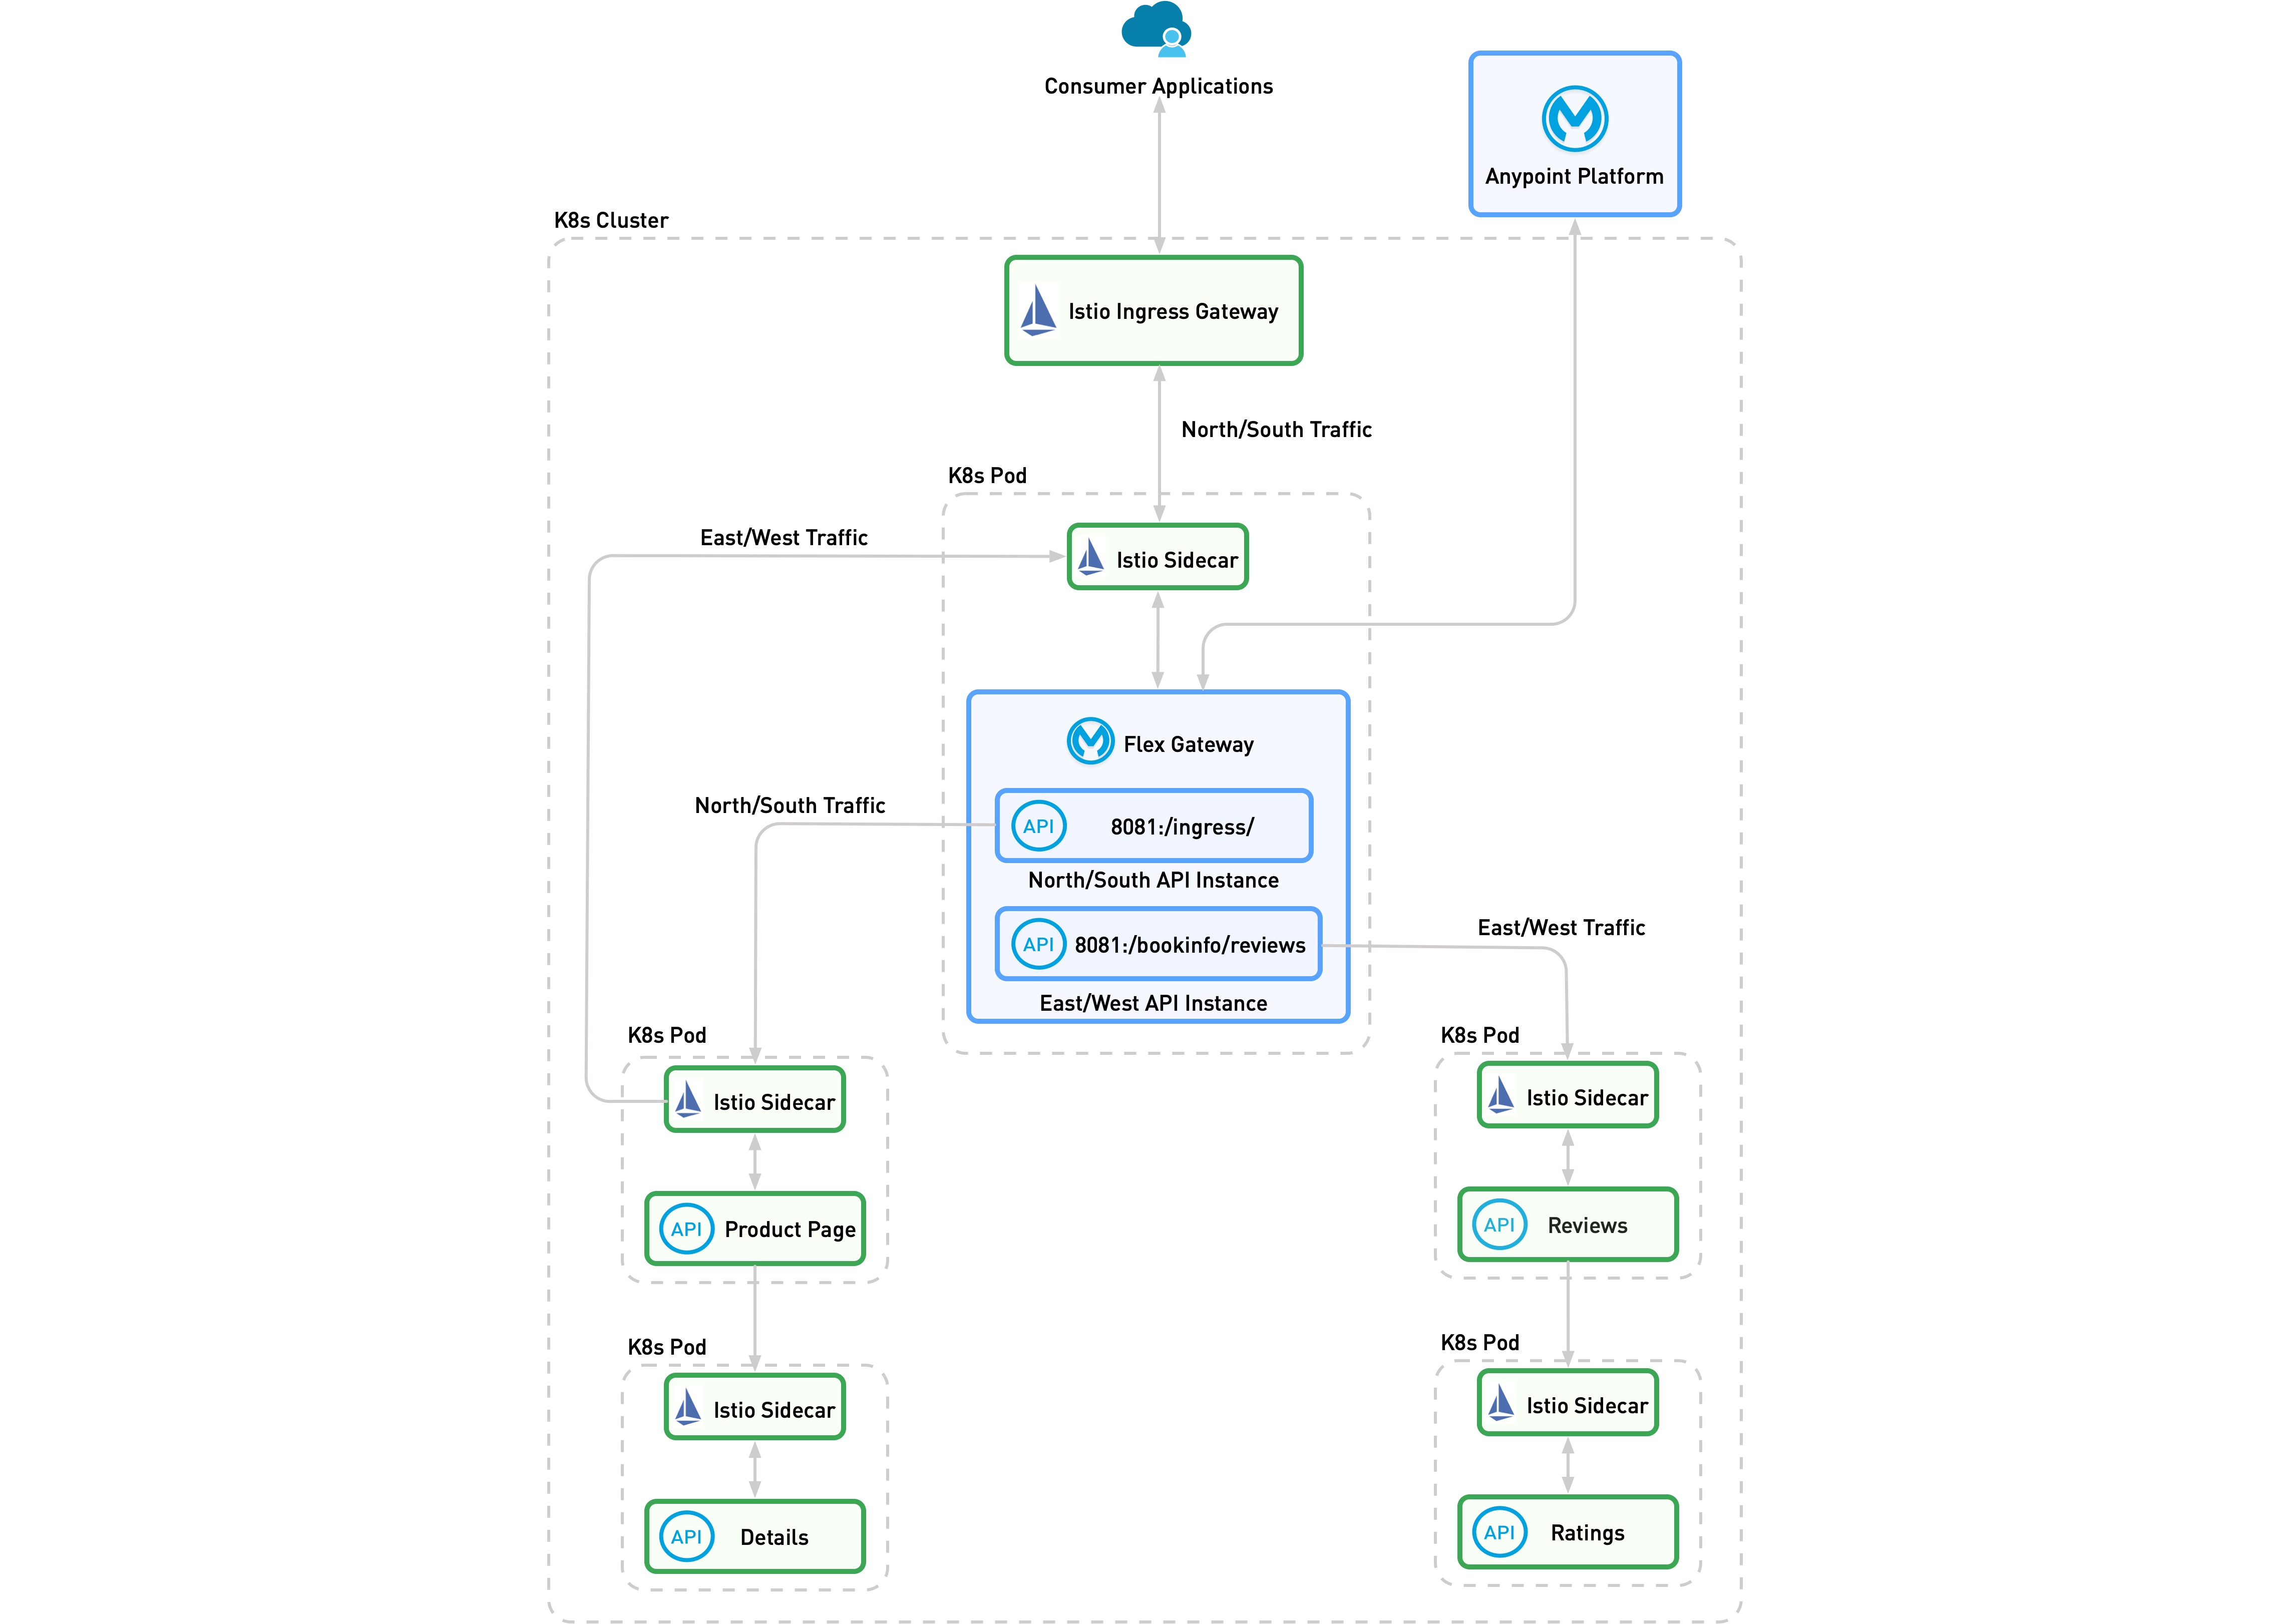 Consumer Applications
Anypoint Platform
K8s Cluster
Istio Ingress Gateway
North/South Traffic
K8s Pod
East/West Traffic
Istio Sidecar
Flex Gateway
North/South Traffic
API
8081:/ingress/
North/South API Instance
API
8081:/bookinfo/reviews
East/West API Instance
East/West Traffic
K8s Pod
Istio Sidecar
API
Product Page
K8s Pod
Istio Sidecar
API
Reviews
K8s Pod
Istio Sidecar
API
Details
K8s Pod
Istio Sidecar
API
Ratings